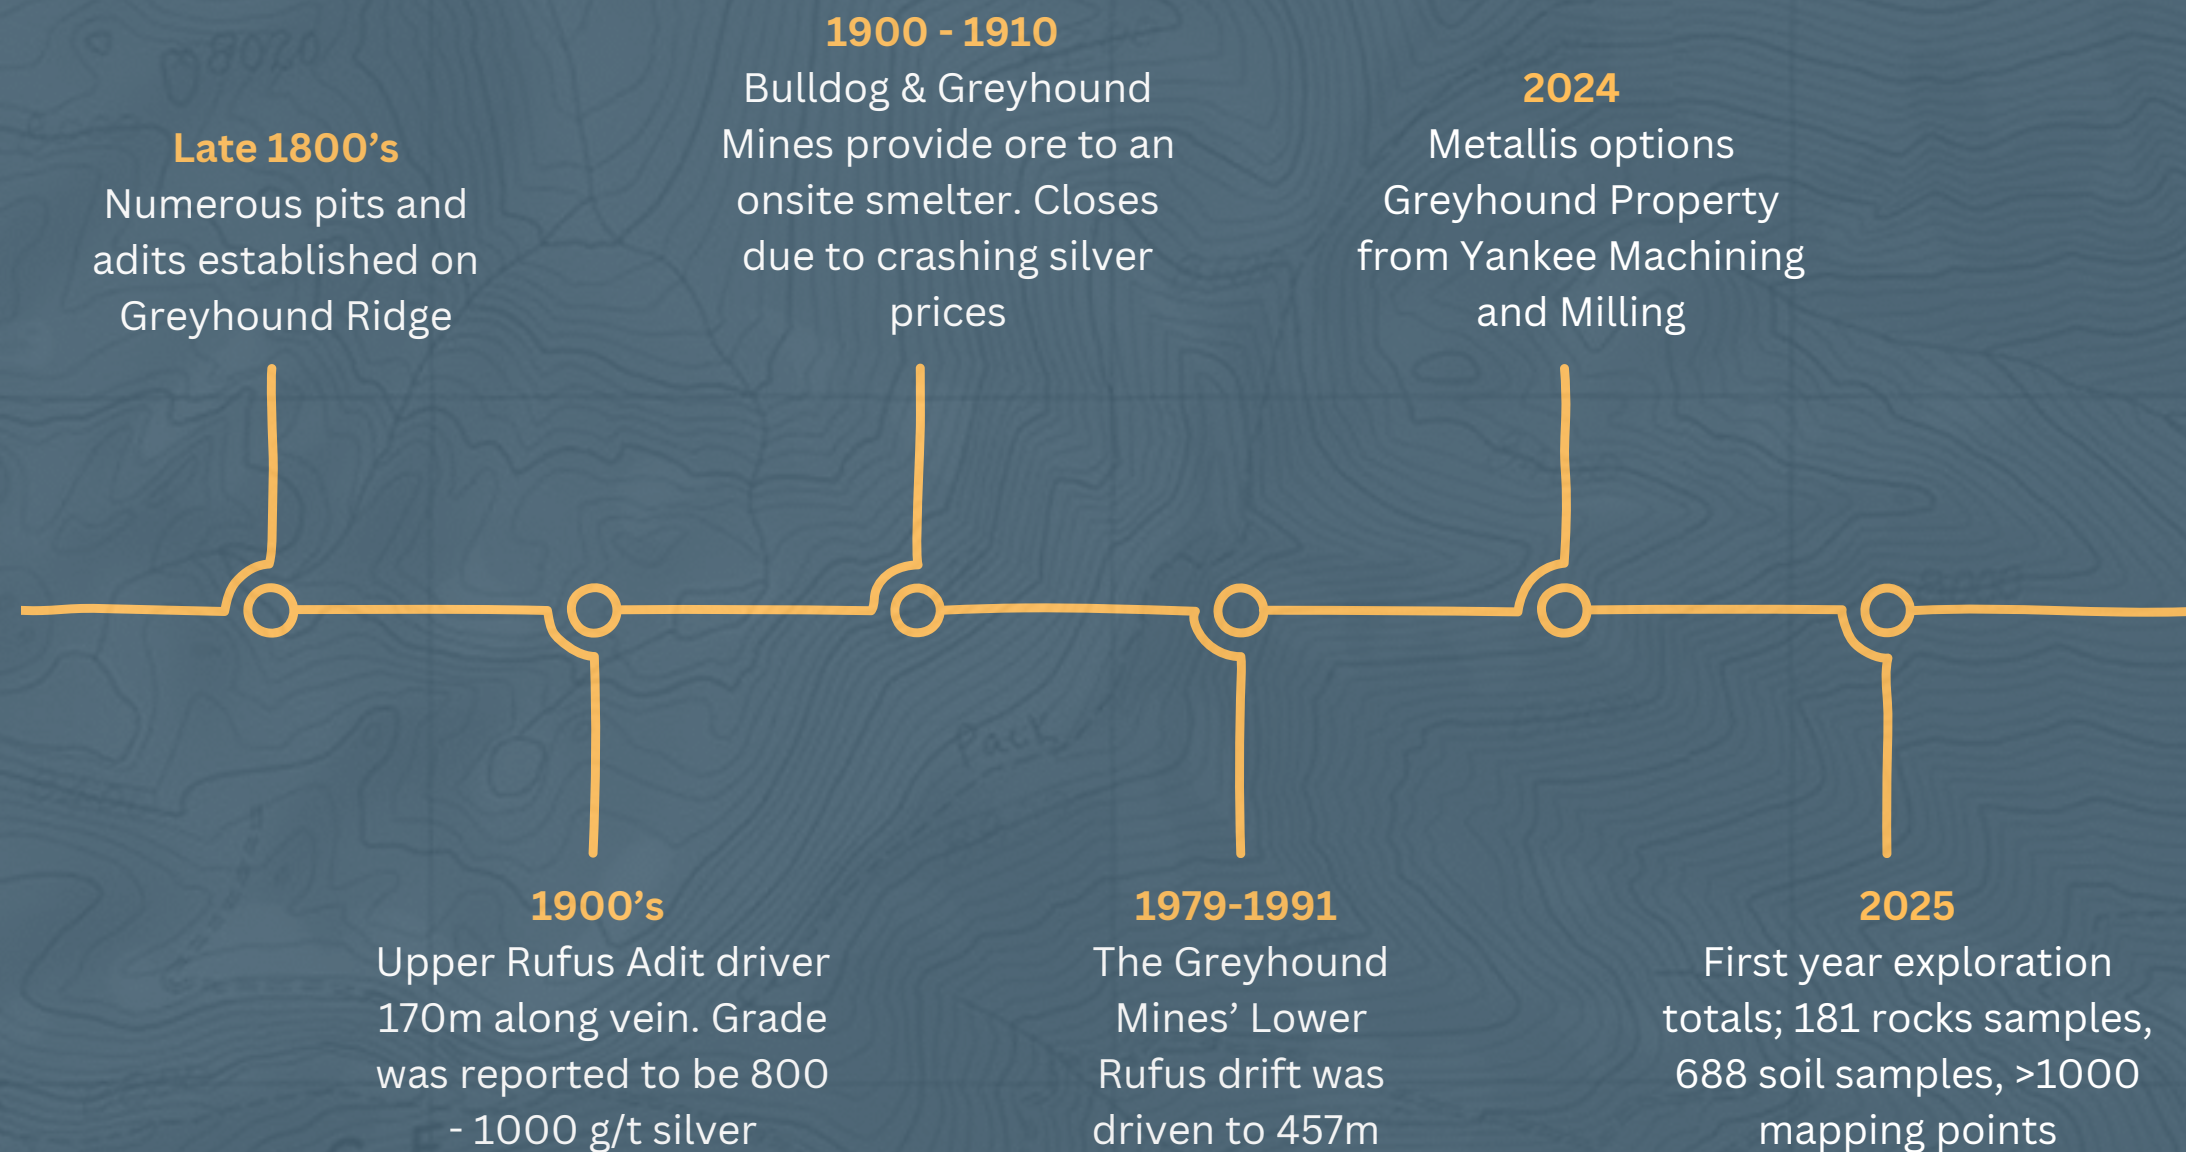 Late 1800’s
Numerous pits and
adits established on
Greyhound Ridge
1900’s
Upper Rufus Adit driver
170m along vein. Grade
was reported to be 800
- 1000 g/t silver
1900 - 1910
Bulldog & Greyhound
Mines provide ore to an
onsite smelter. Closes
due to crashing silver
prices
1979-1991
The Greyhound
Mines’ Lower
Rufus drift was
driven to 457m
2024
Metallis options
Greyhound Property
from Yankee Machining
and Milling
2025
First year exploration
totals; 181 rocks samples,
688 soil samples, >1000
mapping points
8020